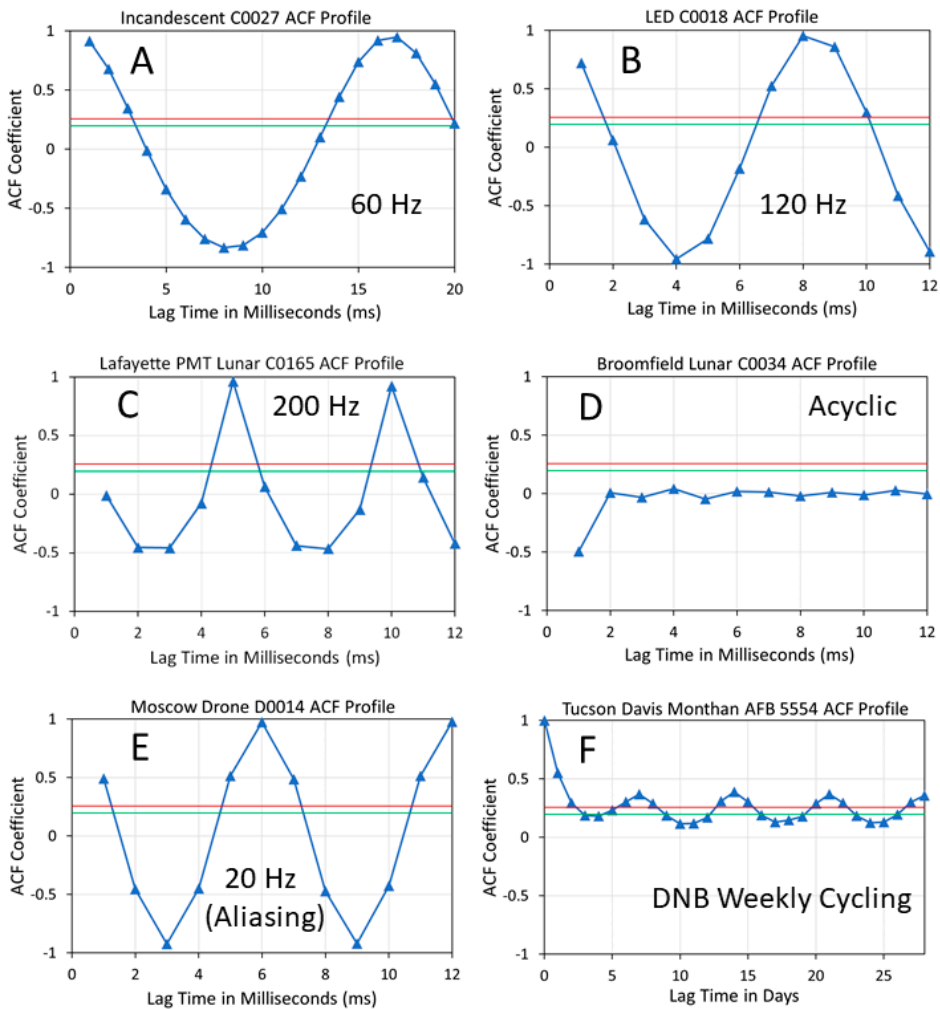 Incandescent C0027 ACF Profile
A
60 Hz
ACF Coefficient
1
0.5
0
-0.5
-1
0 5 10 15 20
Lag Time in Milliseconds (ms)
LED C0018 ACF Profile
B
120 Hz
ACF Coefficient
1
0.5
0
-0.5
-1
0 2 4 6 8 10 12
Lag Time in Milliseconds (ms)
Lafayette PMT Lunar C0165 ACF Profile
C
200 Hz
ACF Coefficient
1
0.5
0
-0.5
-1
0 2 4 6 8 10 12
Lag Time in Milliseconds (ms)
Broomfield Lunar C0034 ACF Profile
D
Acyclic
ACF Coefficient
1
0.5
0
-0.5
-1
0 2 4 6 8 10 12
Lag Time in Milliseconds (ms)
Moscow Drone D0014 ACF Profile
E
20 Hz
(Aliasing)
ACF Coefficient
1
0.5
0
-0.5
-1
0 2 4 6 8 10 12
Lag Time in Milliseconds (ms)
Tucson Davis Monthan AFB 5554 ACF Profile
F
DNB Weekly Cycling
ACF Coefficient
1
0.5
0
-0.5
-1
0 5 10 15 20 25
Lag Time in Days